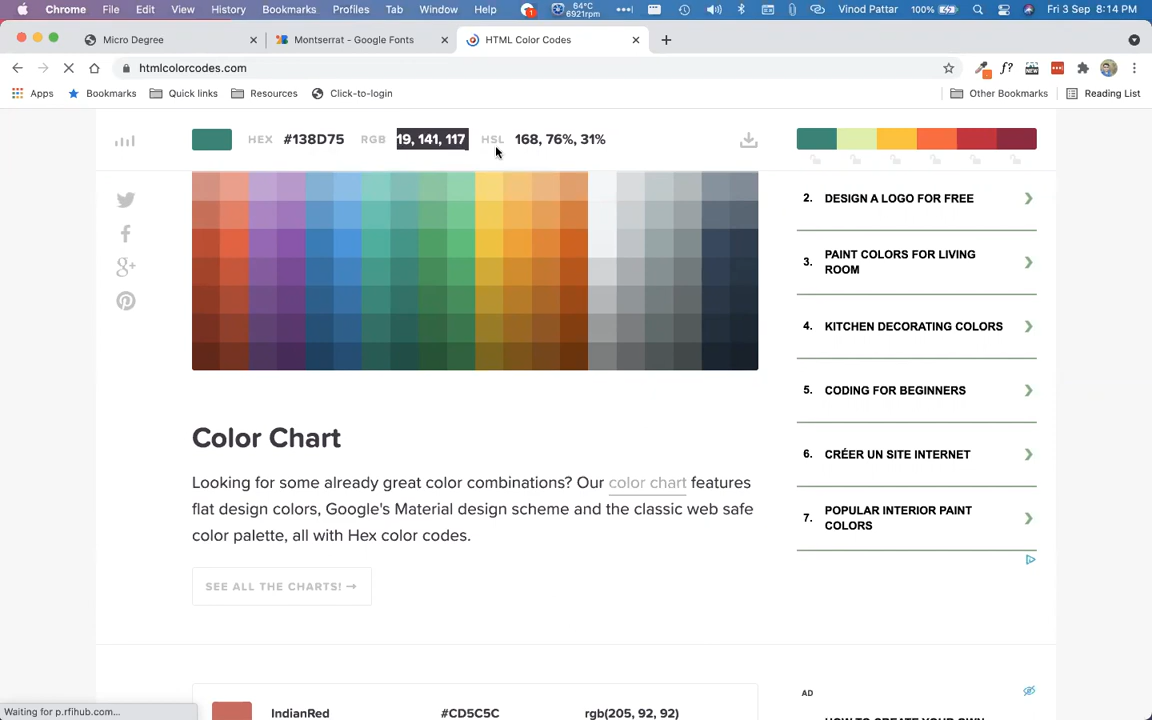 Chrome File Edit View History Bookmarks Profiles Tab Window Help 1 64°C 6921rpm Vinod Pattar 100% Fri 3 Sep 8:14 PM
Micro Degree Montserrat - Google Fonts HTML Color Codes
htmlcolorcodes.com f? NEW
Apps Bookmarks Quick links Resources Click-to-login Other Bookmarks Reading List
HEX #138D75 RGB 19, 141, 117 HSL 168, 76%, 31%
2. DESIGN A LOGO FOR FREE
3. PAINT COLORS FOR LIVING
ROOM
4. KITCHEN DECORATING COLORS
5. CODING FOR BEGINNERS
Color Chart
6. CRÉER UN SITE INTERNET
Looking for some already great color combinations? Our color chart features
flat design colors, Google's Material design scheme and the classic web safe
color palette, all with Hex color codes.
7. POPULAR INTERIOR PAINT
COLORS
SEE ALL THE CHARTS! →
AD
IndianRed #CD5C5C rgb(205, 92, 92)
Waiting for p.rfihub.com...